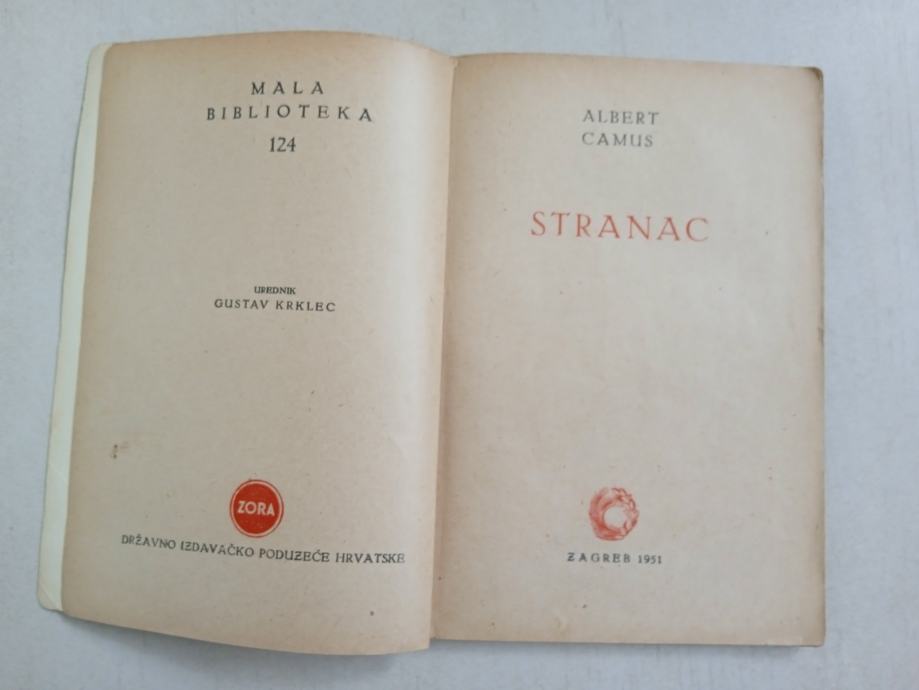 MALA
BIBLIOTEKA
124
UREDNIK
GUSTAV KRKLEC
ZORA
DRŽAVNO IZDAVAČKO PODUZEĆE HRVATSKE
ALBERT
CAMUS
STRANAC
ZAGREB 1951